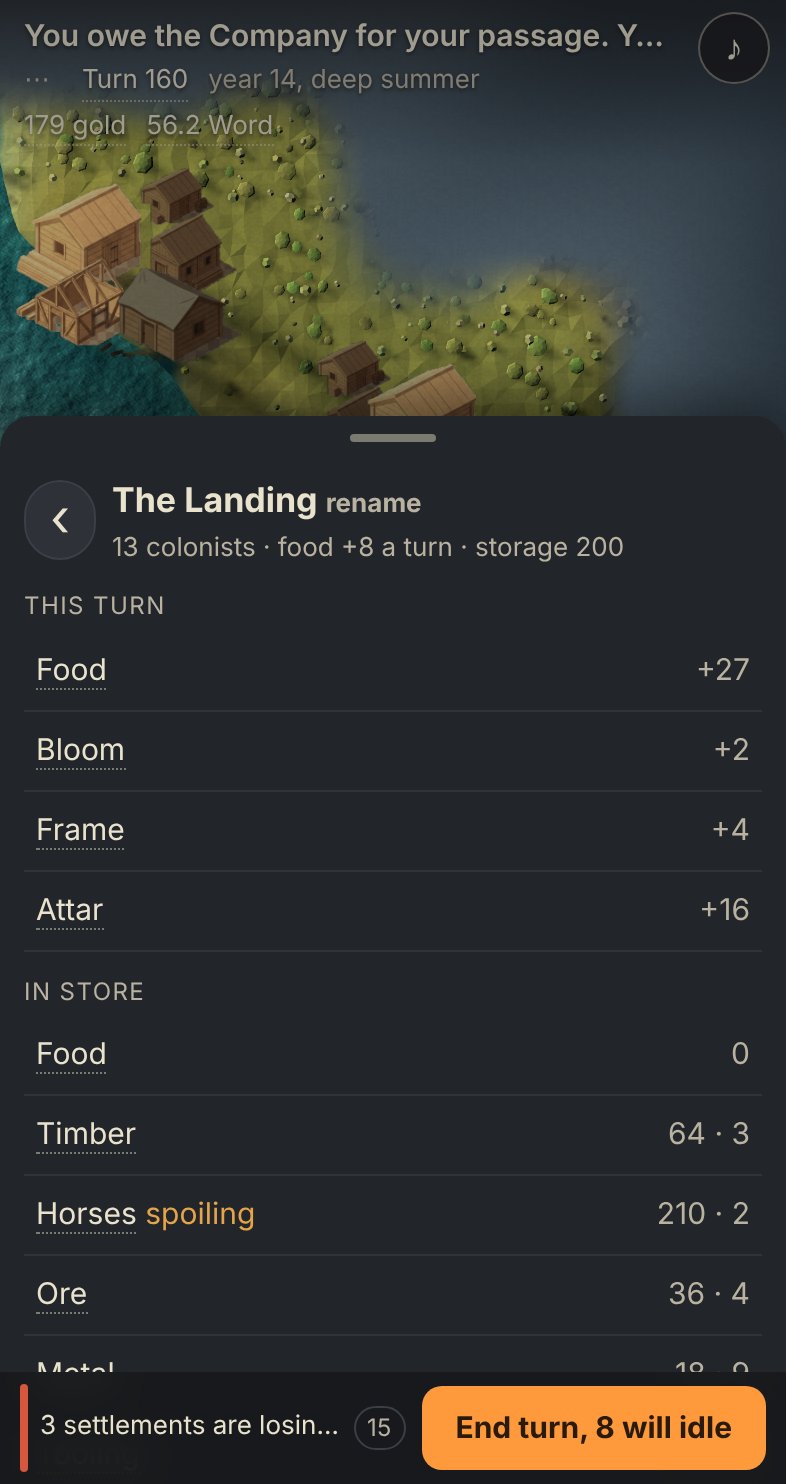 You owe the Company for your passage. Y...
... Turn 160 year 14, deep summer
179 gold 56.2 Word
The Landing rename
13 colonists · food +8 a turn · storage 200
THIS TURN
Food +27
Bloom +2
Frame +4
Attar +16
IN STORE
Food 0
Timber 64 · 3
Horses spoiling 210 · 2
Ore 36 · 4
Metal 18 · 9
3 settlements are losin... 15 End turn, 8 will idle